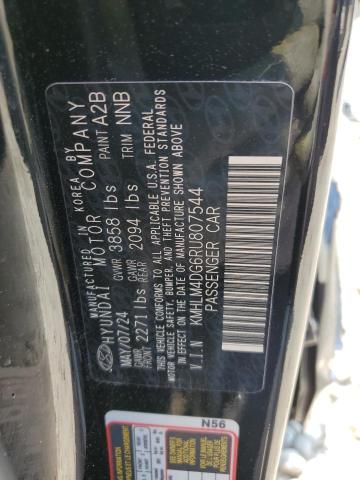 MANUFACTURED IN KOREA BY
HYUNDAI MOTOR COMPANY
MAY/07/24 GVWR 3858 lbs PAINT A2B
GAWR FRONT 2271 lbs GAWR REAR 2094 lbs TRIM NNB
THIS VEHICLE CONFORMS TO ALL APPLICABLE U.S.A. FEDERAL
MOTOR VEHICLE SAFETY, BUMPER, AND THEFT PREVENTION
STANDARDS IN EFFECT ON THE DATE OF MANUFACTURE SHOWN ABOVE.
V.I.N KMHLM4DG6RU807544
PASSENGER CAR
N56